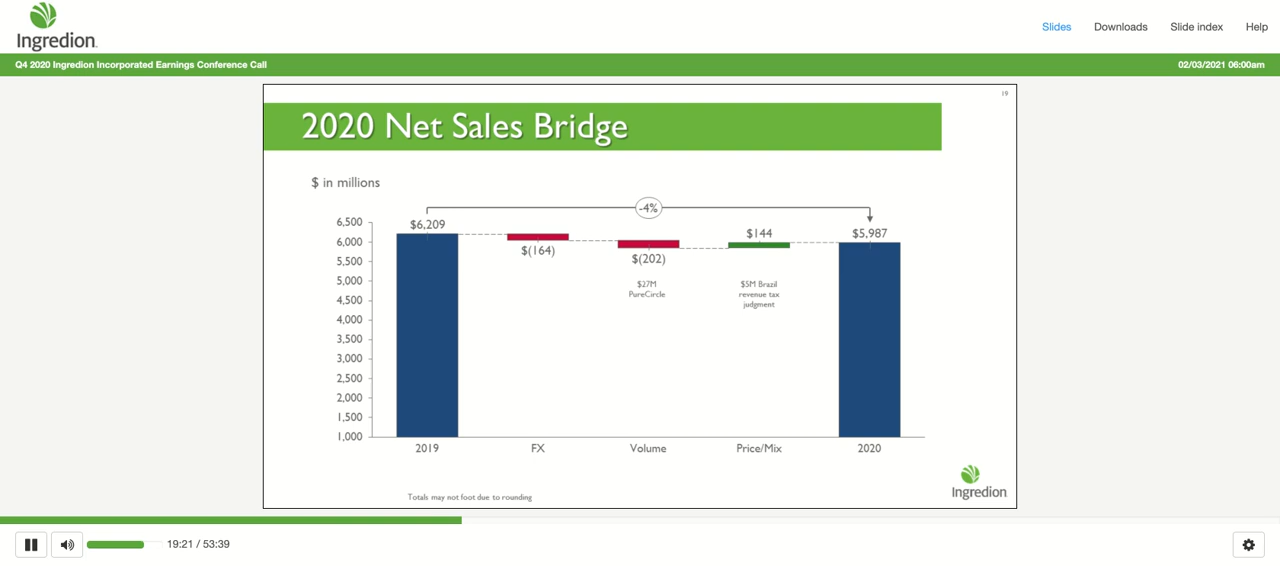 Ingredion.
Slides
Downloads
Slide index
Help
Q4 2020 Ingredion Incorporated Earnings Conference Call
02/03/2021 06:00am
19
2020 Net Sales Bridge
$ in millions
-4%
6,500
6,000
5,500
5,000
4,500
4,000
3,500
3,000
2,500
2,000
1,500
1,000
$6,209
$(164)
$(202)
$144
$5,987
$27M
PureCircle
$5M Brazil
revenue tax
judgment
2019
FX
Volume
Price/Mix
2020
Totals may not foot due to rounding
Ingredion
19:21 / 53:39